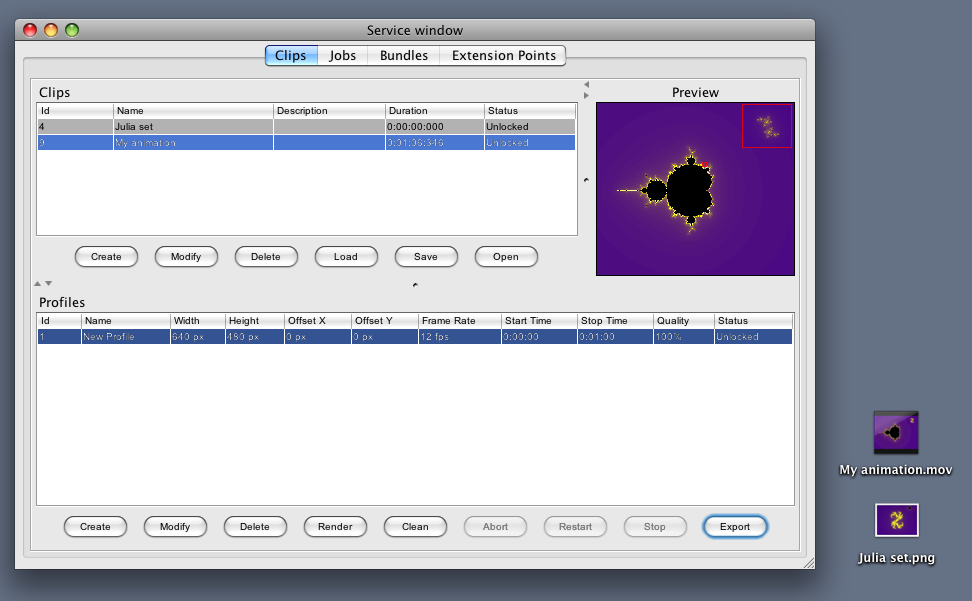 Service window
Clips Jobs Bundles Extension Points
Clips
Id Name Description Duration Status
4 Julia set 0:00:00:000 Unlocked
9 My animation 0:01:06:346 Unlocked
Create Modify Delete Load Save Open
Preview
Profiles
Id Name Width Height Offset X Offset Y Frame Rate Start Time Stop Time Quality Status
1 New Profile 640 px 480 px 0 px 0 px 12 fps 0:00:00 0:01:00 100% Unlocked
Create Modify Delete Render Clean Abort Restart Stop Export
My animation.mov
Julia set.png